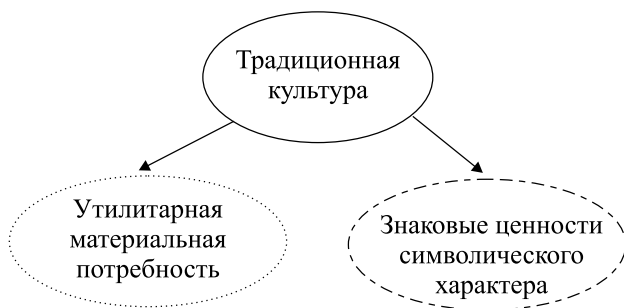 Традиционная
культура
Утилитарная
материальная
потребность
Знаковые ценности
символического
характера